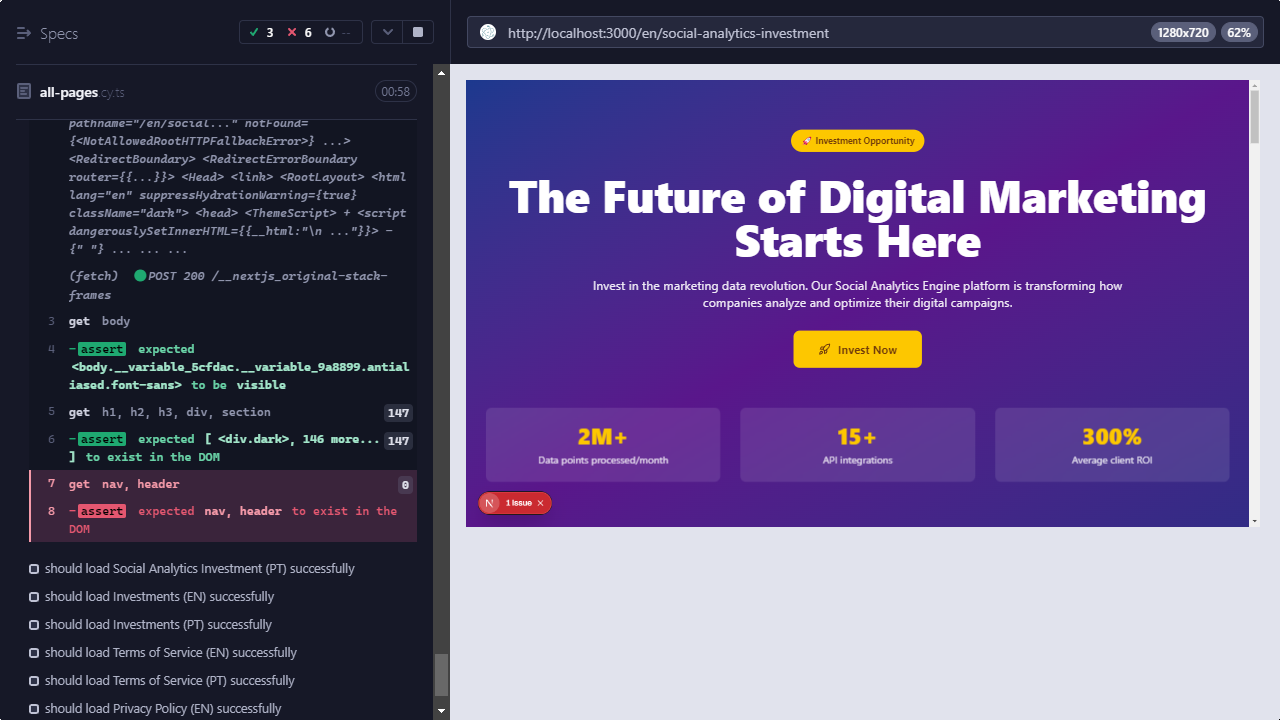 Specs
3
6
--
http://localhost:3000/en/social-analytics-investment
1280x720
62%
all-pages.cy.ts
00:58
pathname="/en/social..." notFound=
{<NotAllowedRootHTTPFallbackError>} ...>
<RedirectBoundary> <RedirectErrorBoundary
router={{...}}> <Head> <link> <RootLayout> <html
lang="en" suppressHydrationWarning={true}
className="dark"> <head> <ThemeScript> + <script
dangerouslySetInnerHTML={{__html:"\n ..."}}> -
{" "} ... ... ...
(fetch) POST 200 /__nextjs_original-stack-
frames
3 get body
4 -assert expected
<body.__variable_5cfdac.__variable_9a8899.antial
iased.font-sans> to be visible
5 get h1, h2, h3, div, section 147
6 -assert expected [ <div.dark>, 146 more... 147
] to exist in the DOM
7 get nav, header 0
8 -assert expected nav, header to exist in the
DOM
should load Social Analytics Investment (PT) successfully
should load Investments (EN) successfully
should load Investments (PT) successfully
should load Terms of Service (EN) successfully
should load Terms of Service (PT) successfully
should load Privacy Policy (EN) successfully
🚀 Investment Opportunity
The Future of Digital Marketing
Starts Here
Invest in the marketing data revolution. Our Social Analytics Engine platform is transforming how
companies analyze and optimize their digital campaigns.
Invest Now
2M+
Data points processed/month
15+
API integrations
300%
Average client ROI
N 1 Issue ×